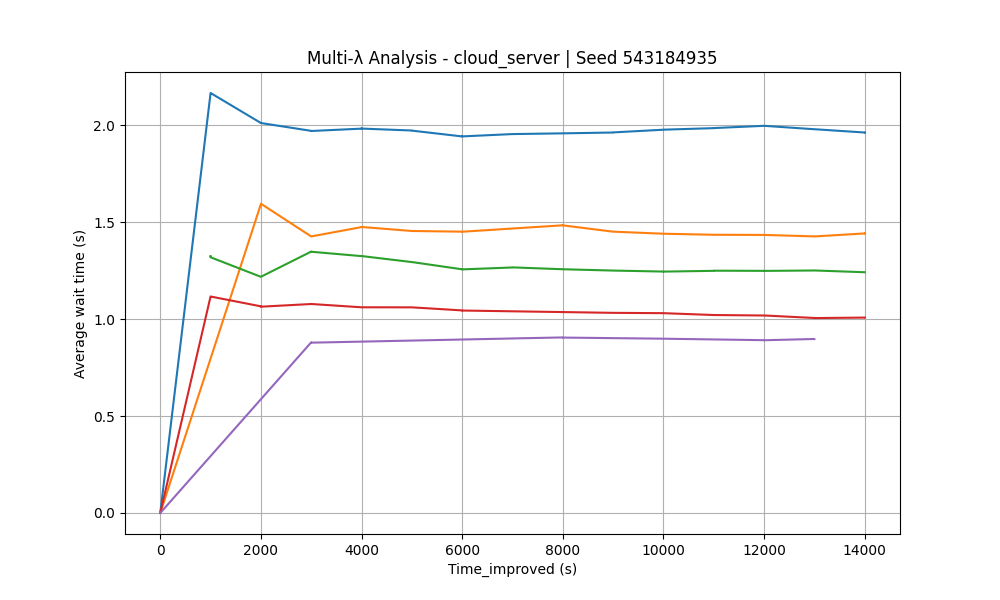 Multi-λ Analysis - cloud_server | Seed 543184935
2.0
1.5
1.0
0.5
0.0
Average wait time (s)
0 2000 4000 6000 8000 10000 12000 14000
Time_improved (s)